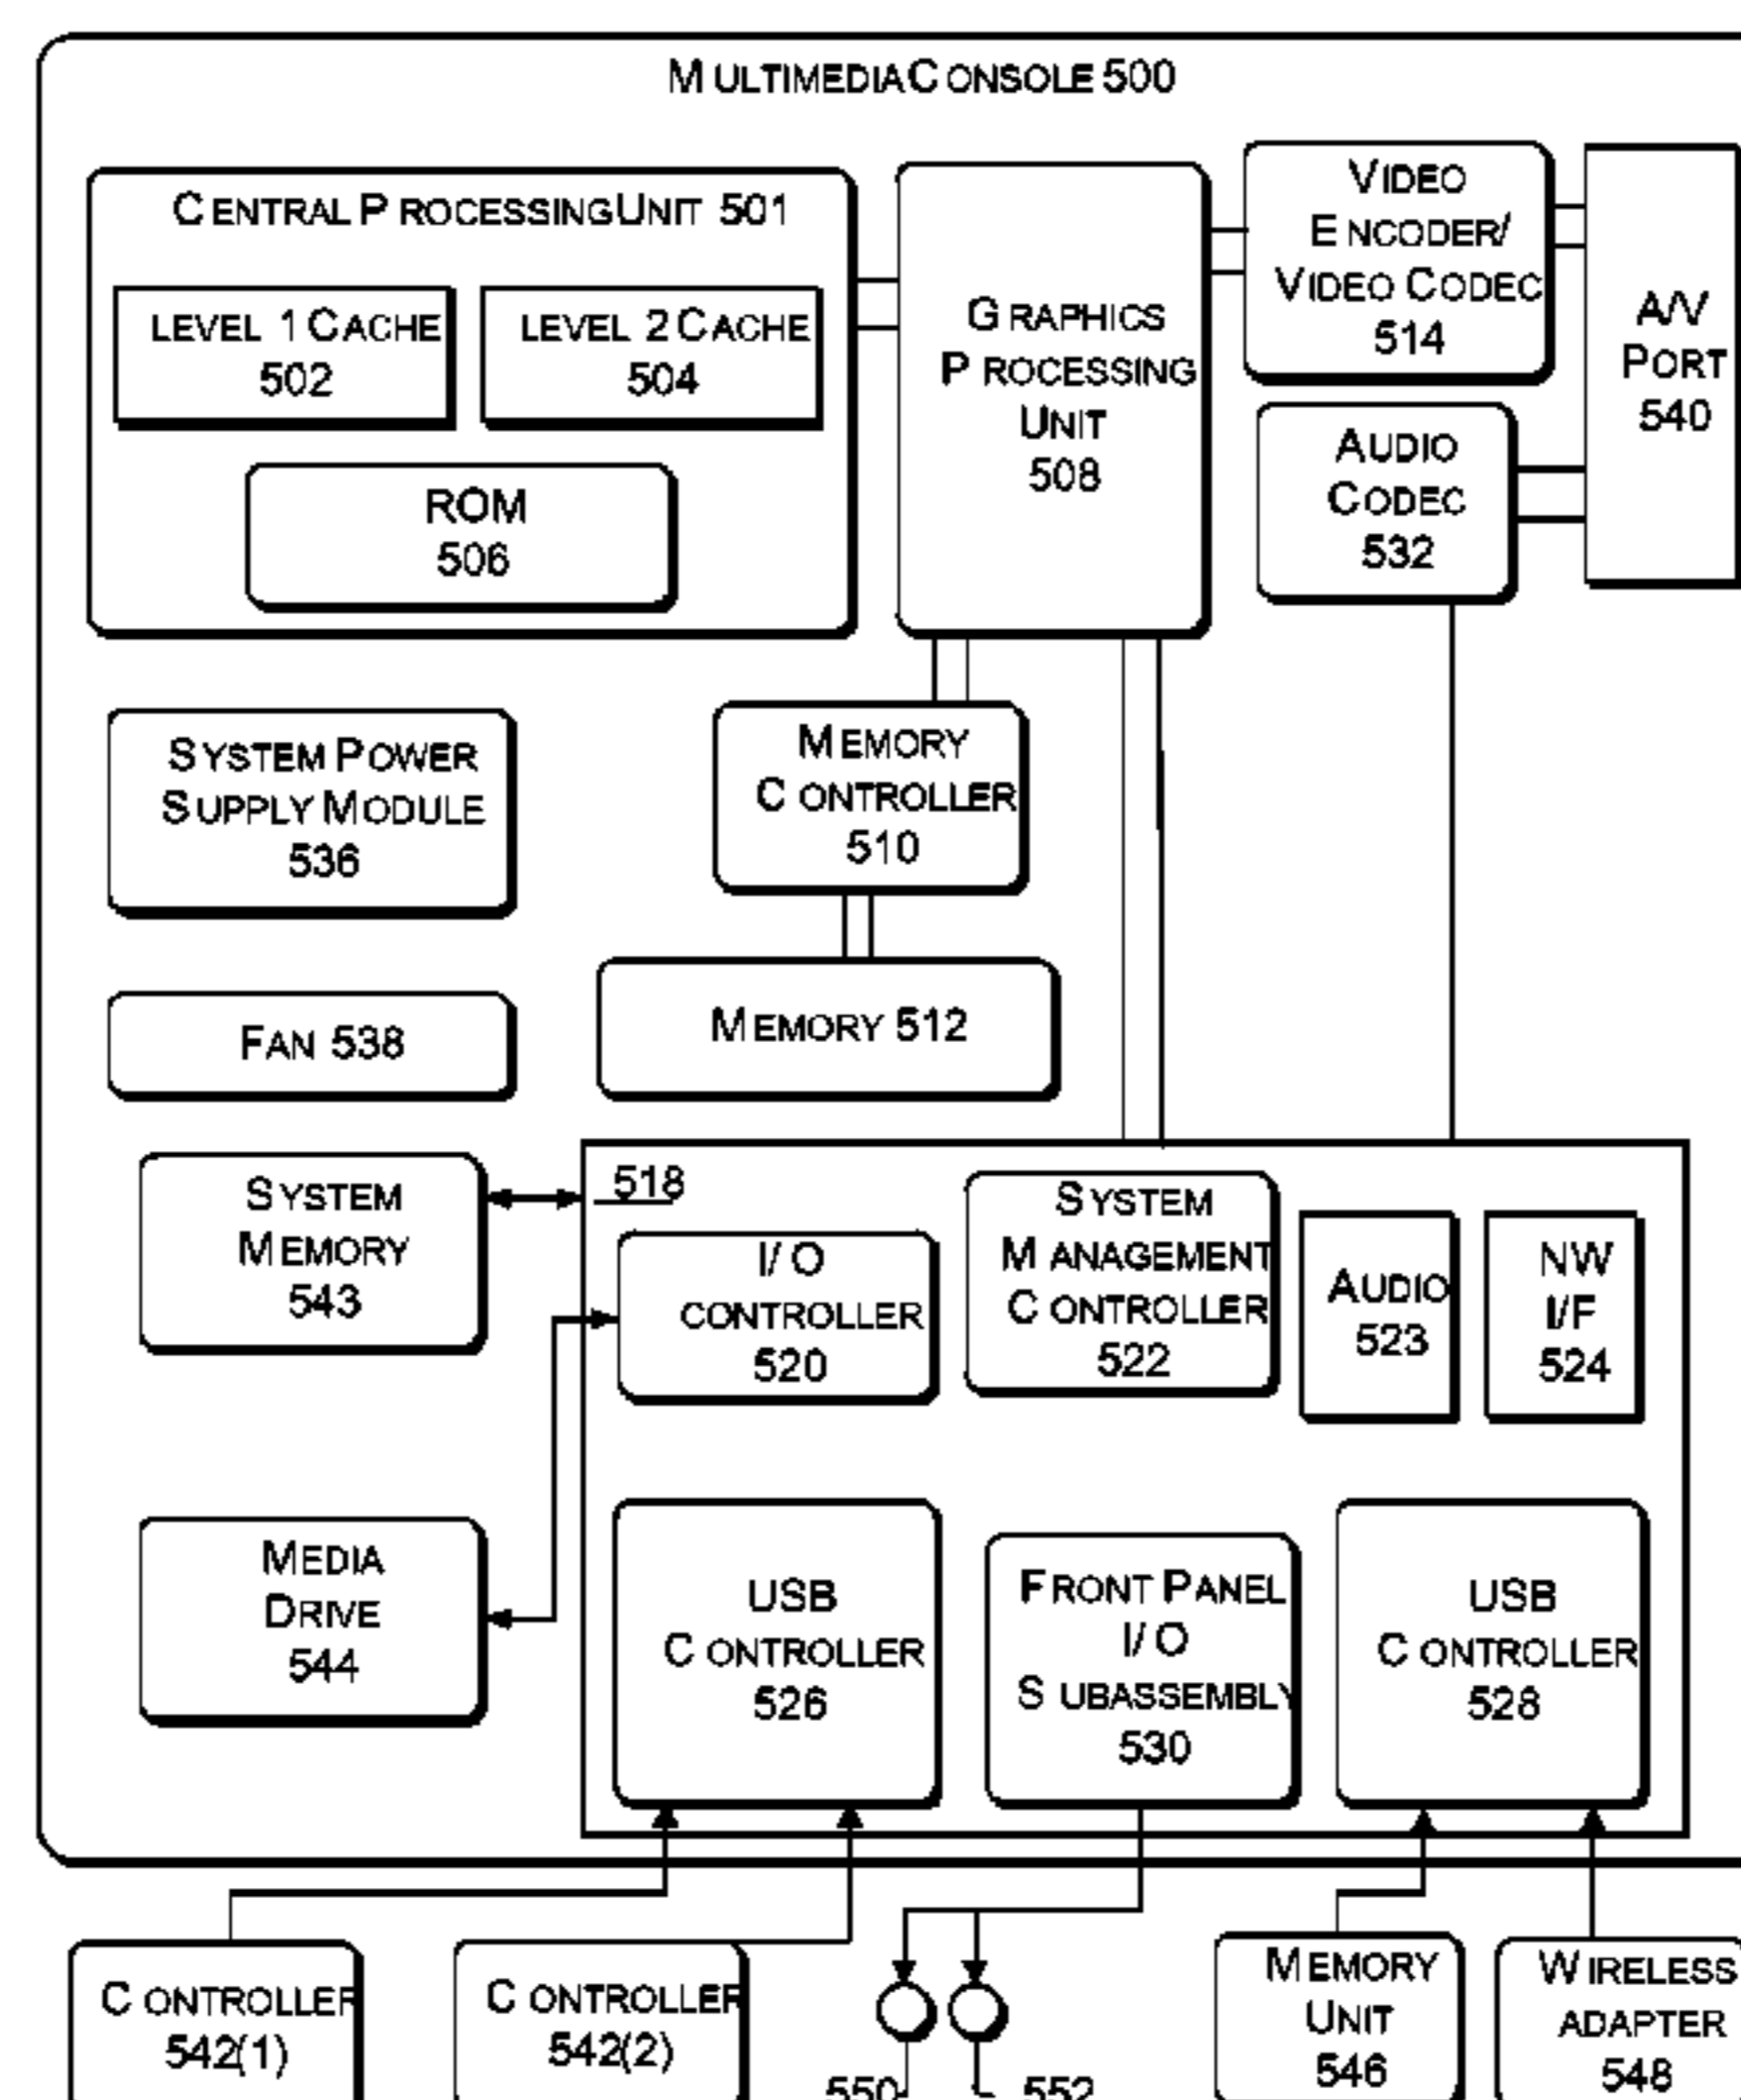 MULTIMEDIA CONSOLE 500
CENTRAL PROCESSING UNIT 501
LEVEL 1 CACHE
502
LEVEL 2 CACHE
504
ROM
506
GRAPHICS
PROCESSING
UNIT
508
VIDEO
ENCODER/
VIDEO CODEC
514
A/V
PORT
540
AUDIO
CODEC
532
SYSTEM POWER
SUPPLY MODULE
536
MEMORY
CONTROLLER
510
FAN 538
MEMORY 512
SYSTEM
MEMORY
543
518
I/O
CONTROLLER
520
SYSTEM
MANAGEMENT
CONTROLLER
522
AUDIO
523
NW
I/F
524
MEDIA
DRIVE
544
USB
CONTROLLER
526
FRONT PANEL
I/O
SUBASSEMBLY
530
USB
CONTROLLER
528
CONTROLLER
542(1)
CONTROLLER
542(2)
550
552
MEMORY
UNIT
546
WIRELESS
ADAPTER
548